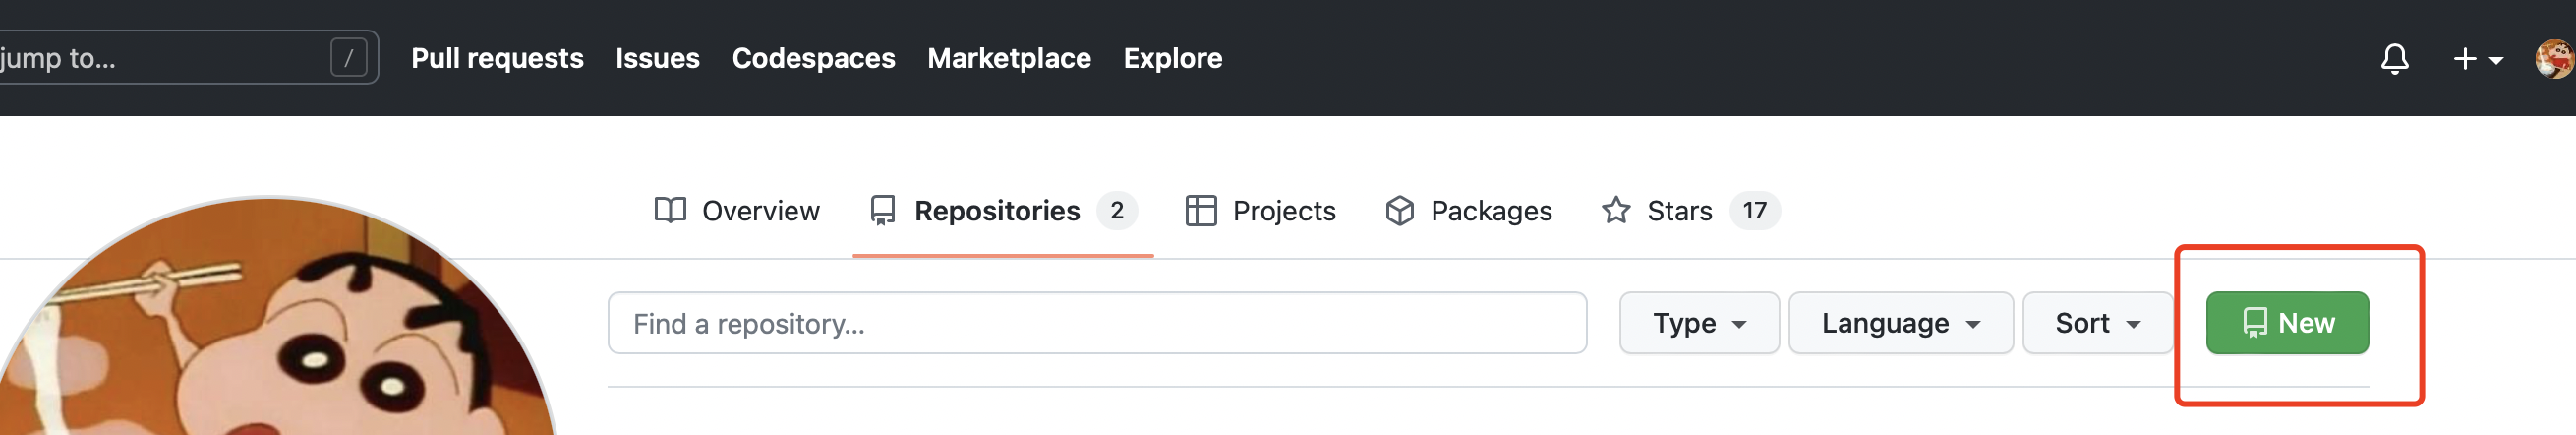 jump to... /
Pull requests Issues Codespaces Marketplace Explore
Overview Repositories 2 Projects Packages Stars 17
Find a repository... Type Language Sort New